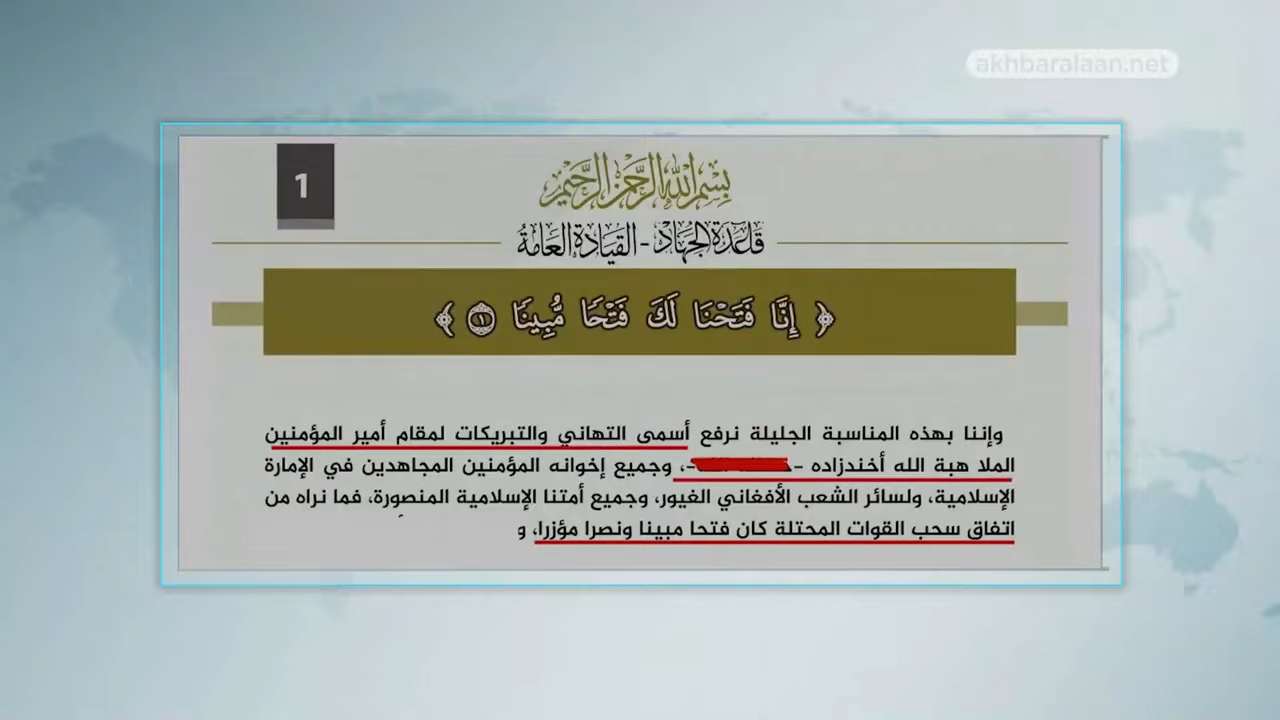 akhbaralaan.net
1
بسم الله الرحمن الرحيم
قاعدة الجهاد - القيادة العامة
﴿ إِنَّا فَتَحْنَا لَكَ فَتْحًا مُّبِينًا ١ ﴾
وإننا بهذه المناسبة الجليلة نرفع أسمى التهاني والتبريكات لمقام أمير المؤمنين
الملا هبة الله أخندزاده - -، وجميع إخوانه المؤمنين المجاهدين في الإمارة
الإسلامية، ولسائر الشعب الأفغاني الغيور، وجميع أمتنا الإسلامية المنصورة، فما نراه من
اتفاق سحب القوات المحتلة كان فتحا مبينا ونصرا مؤزرا، و